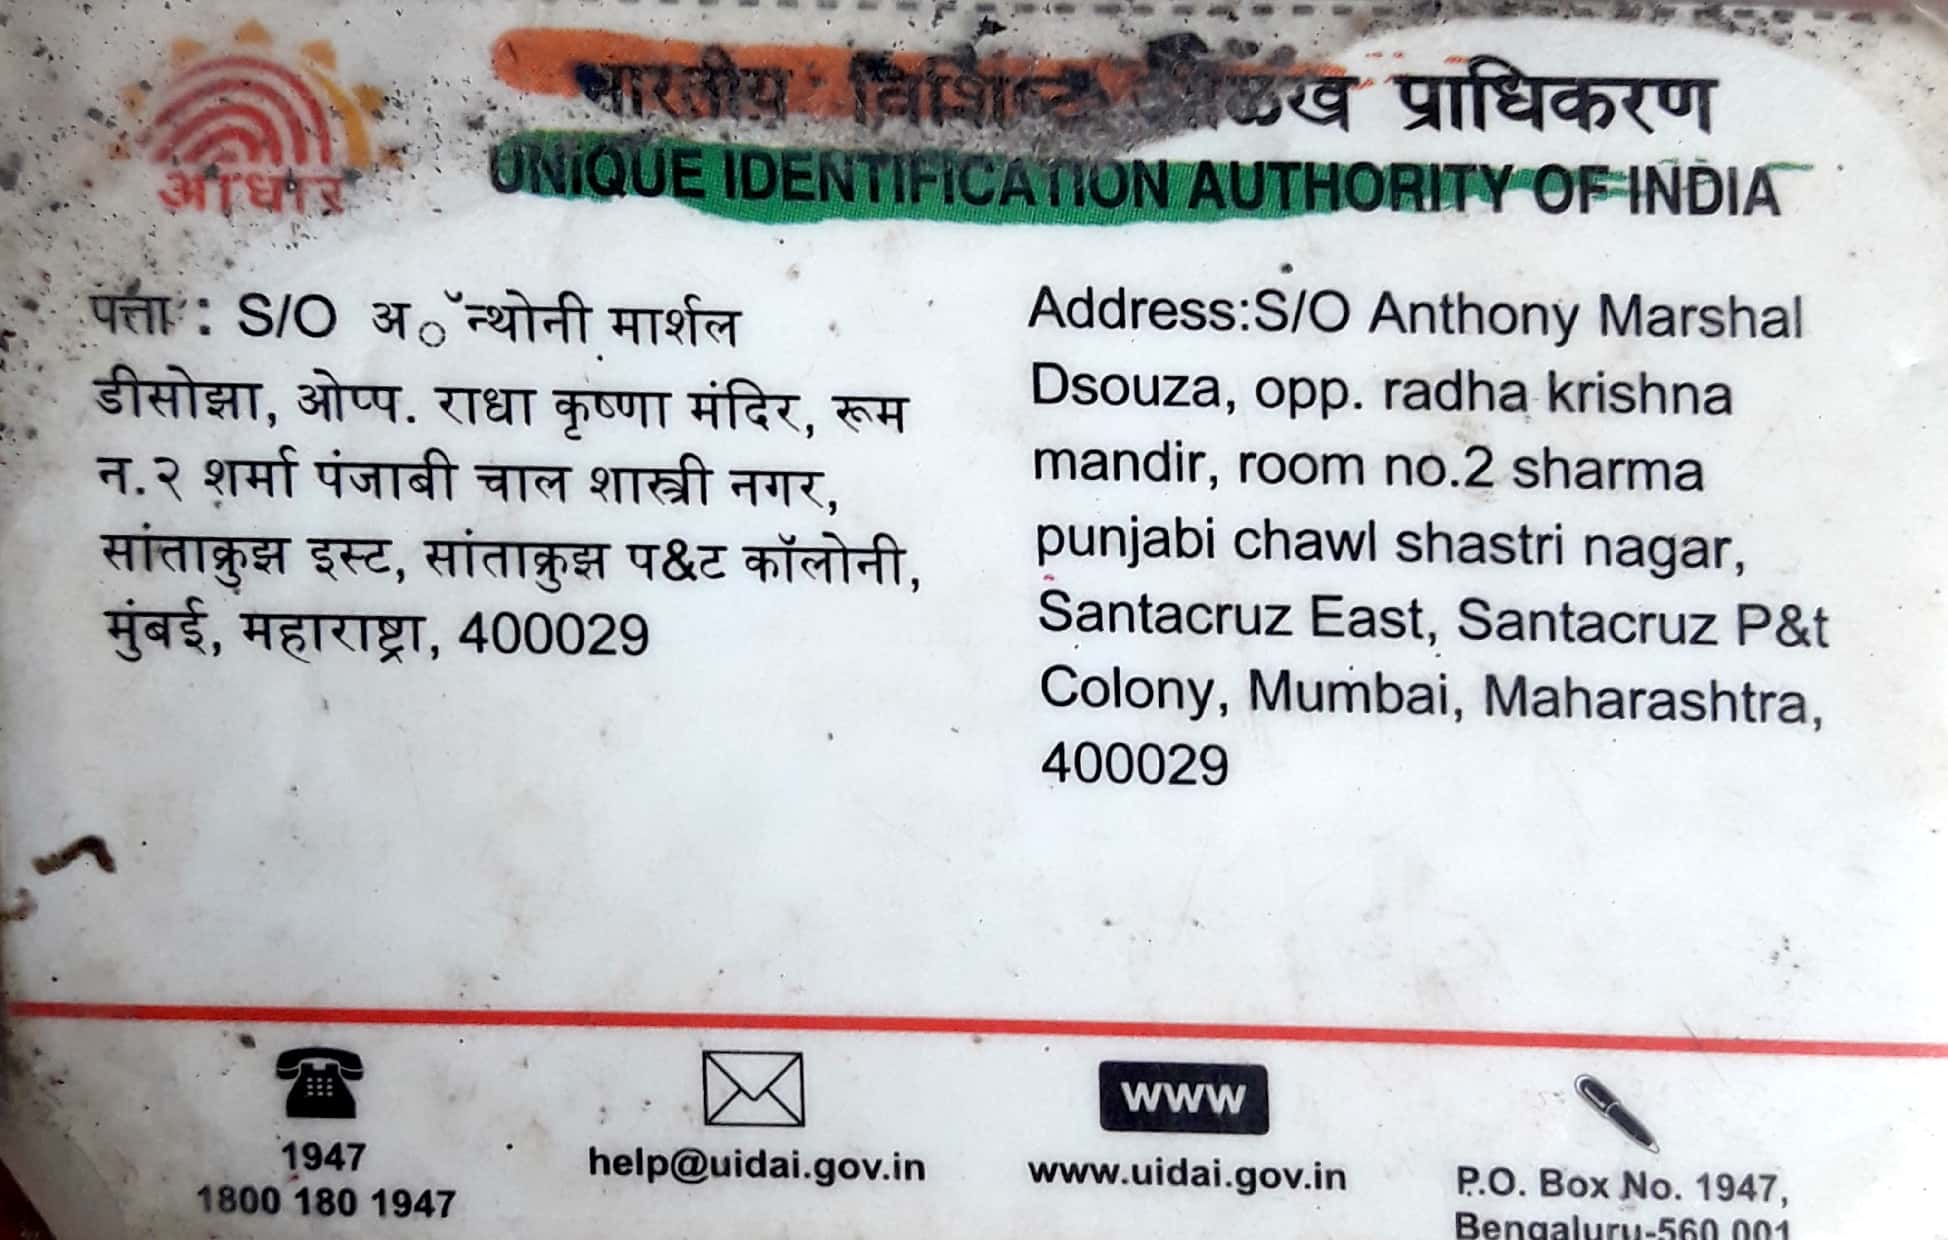 आधार
भारतीय विशिष्ट ओळख प्राधिकरण
UNIQUE IDENTIFICATION AUTHORITY OF INDIA
पत्ता : S/O अ‍ॅन्थोनी मार्शल
डीसोझा, ओप्प. राधा कृष्णा मंदिर, रूम
न.२ शर्मा पंजाबी चाल शास्त्री नगर,
सांताक्रुझ इस्ट, सांताक्रुझ प&ट कॉलोनी,
मुंबई, महाराष्ट्रा, 400029
Address:S/O Anthony Marshal
Dsouza, opp. radha krishna
mandir, room no.2 sharma
punjabi chawl shastri nagar,
Santacruz East, Santacruz P&t
Colony, Mumbai, Maharashtra,
400029
1947
1800 180 1947
help@uidai.gov.in
www
www.uidai.gov.in
P.O. Box No. 1947,
Bengaluru-560 001